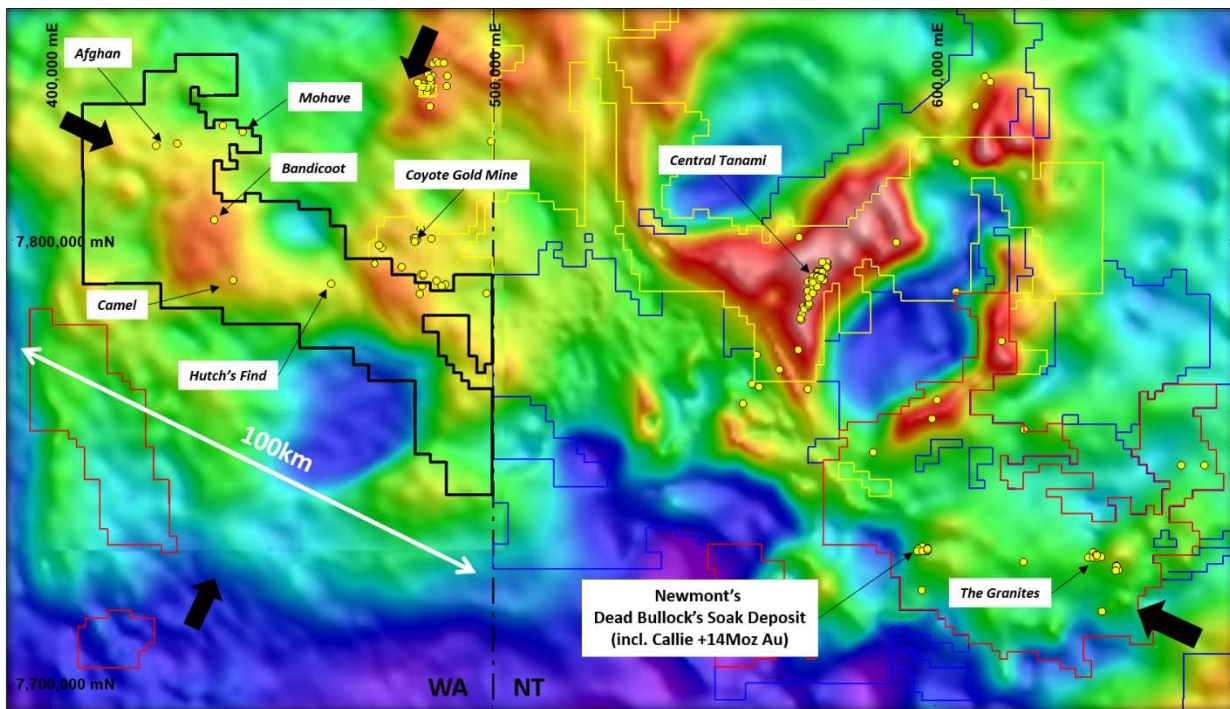 400,000 mE
500,000 mE
600,000 mE
Afghan
Mohave
Bandicoot
Coyote Gold Mine
Central Tanami
7,800,000 mN
Camel
Hutch's Find
100km
Newmont's
Dead Bullock's Soak Deposit
(incl. Callie +14Moz Au)
The Granites
7,700,000 mN
WA
NT